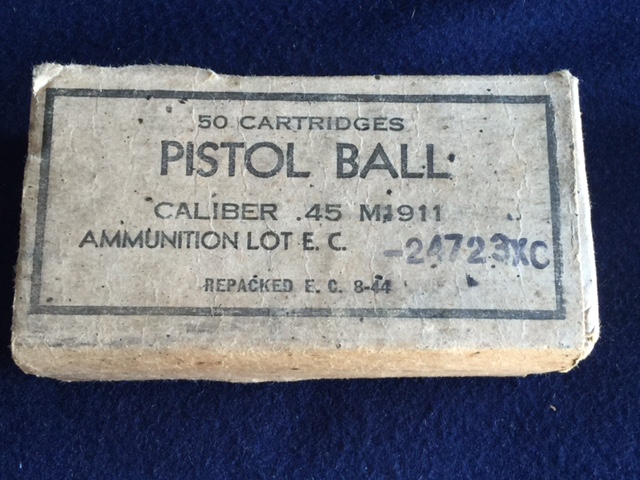 50 CARTRIDGES
PISTOL BALL
CALIBER .45 M1911
AMMUNITION LOT E. C. -24723XC
REPACKED E. C. 8-44